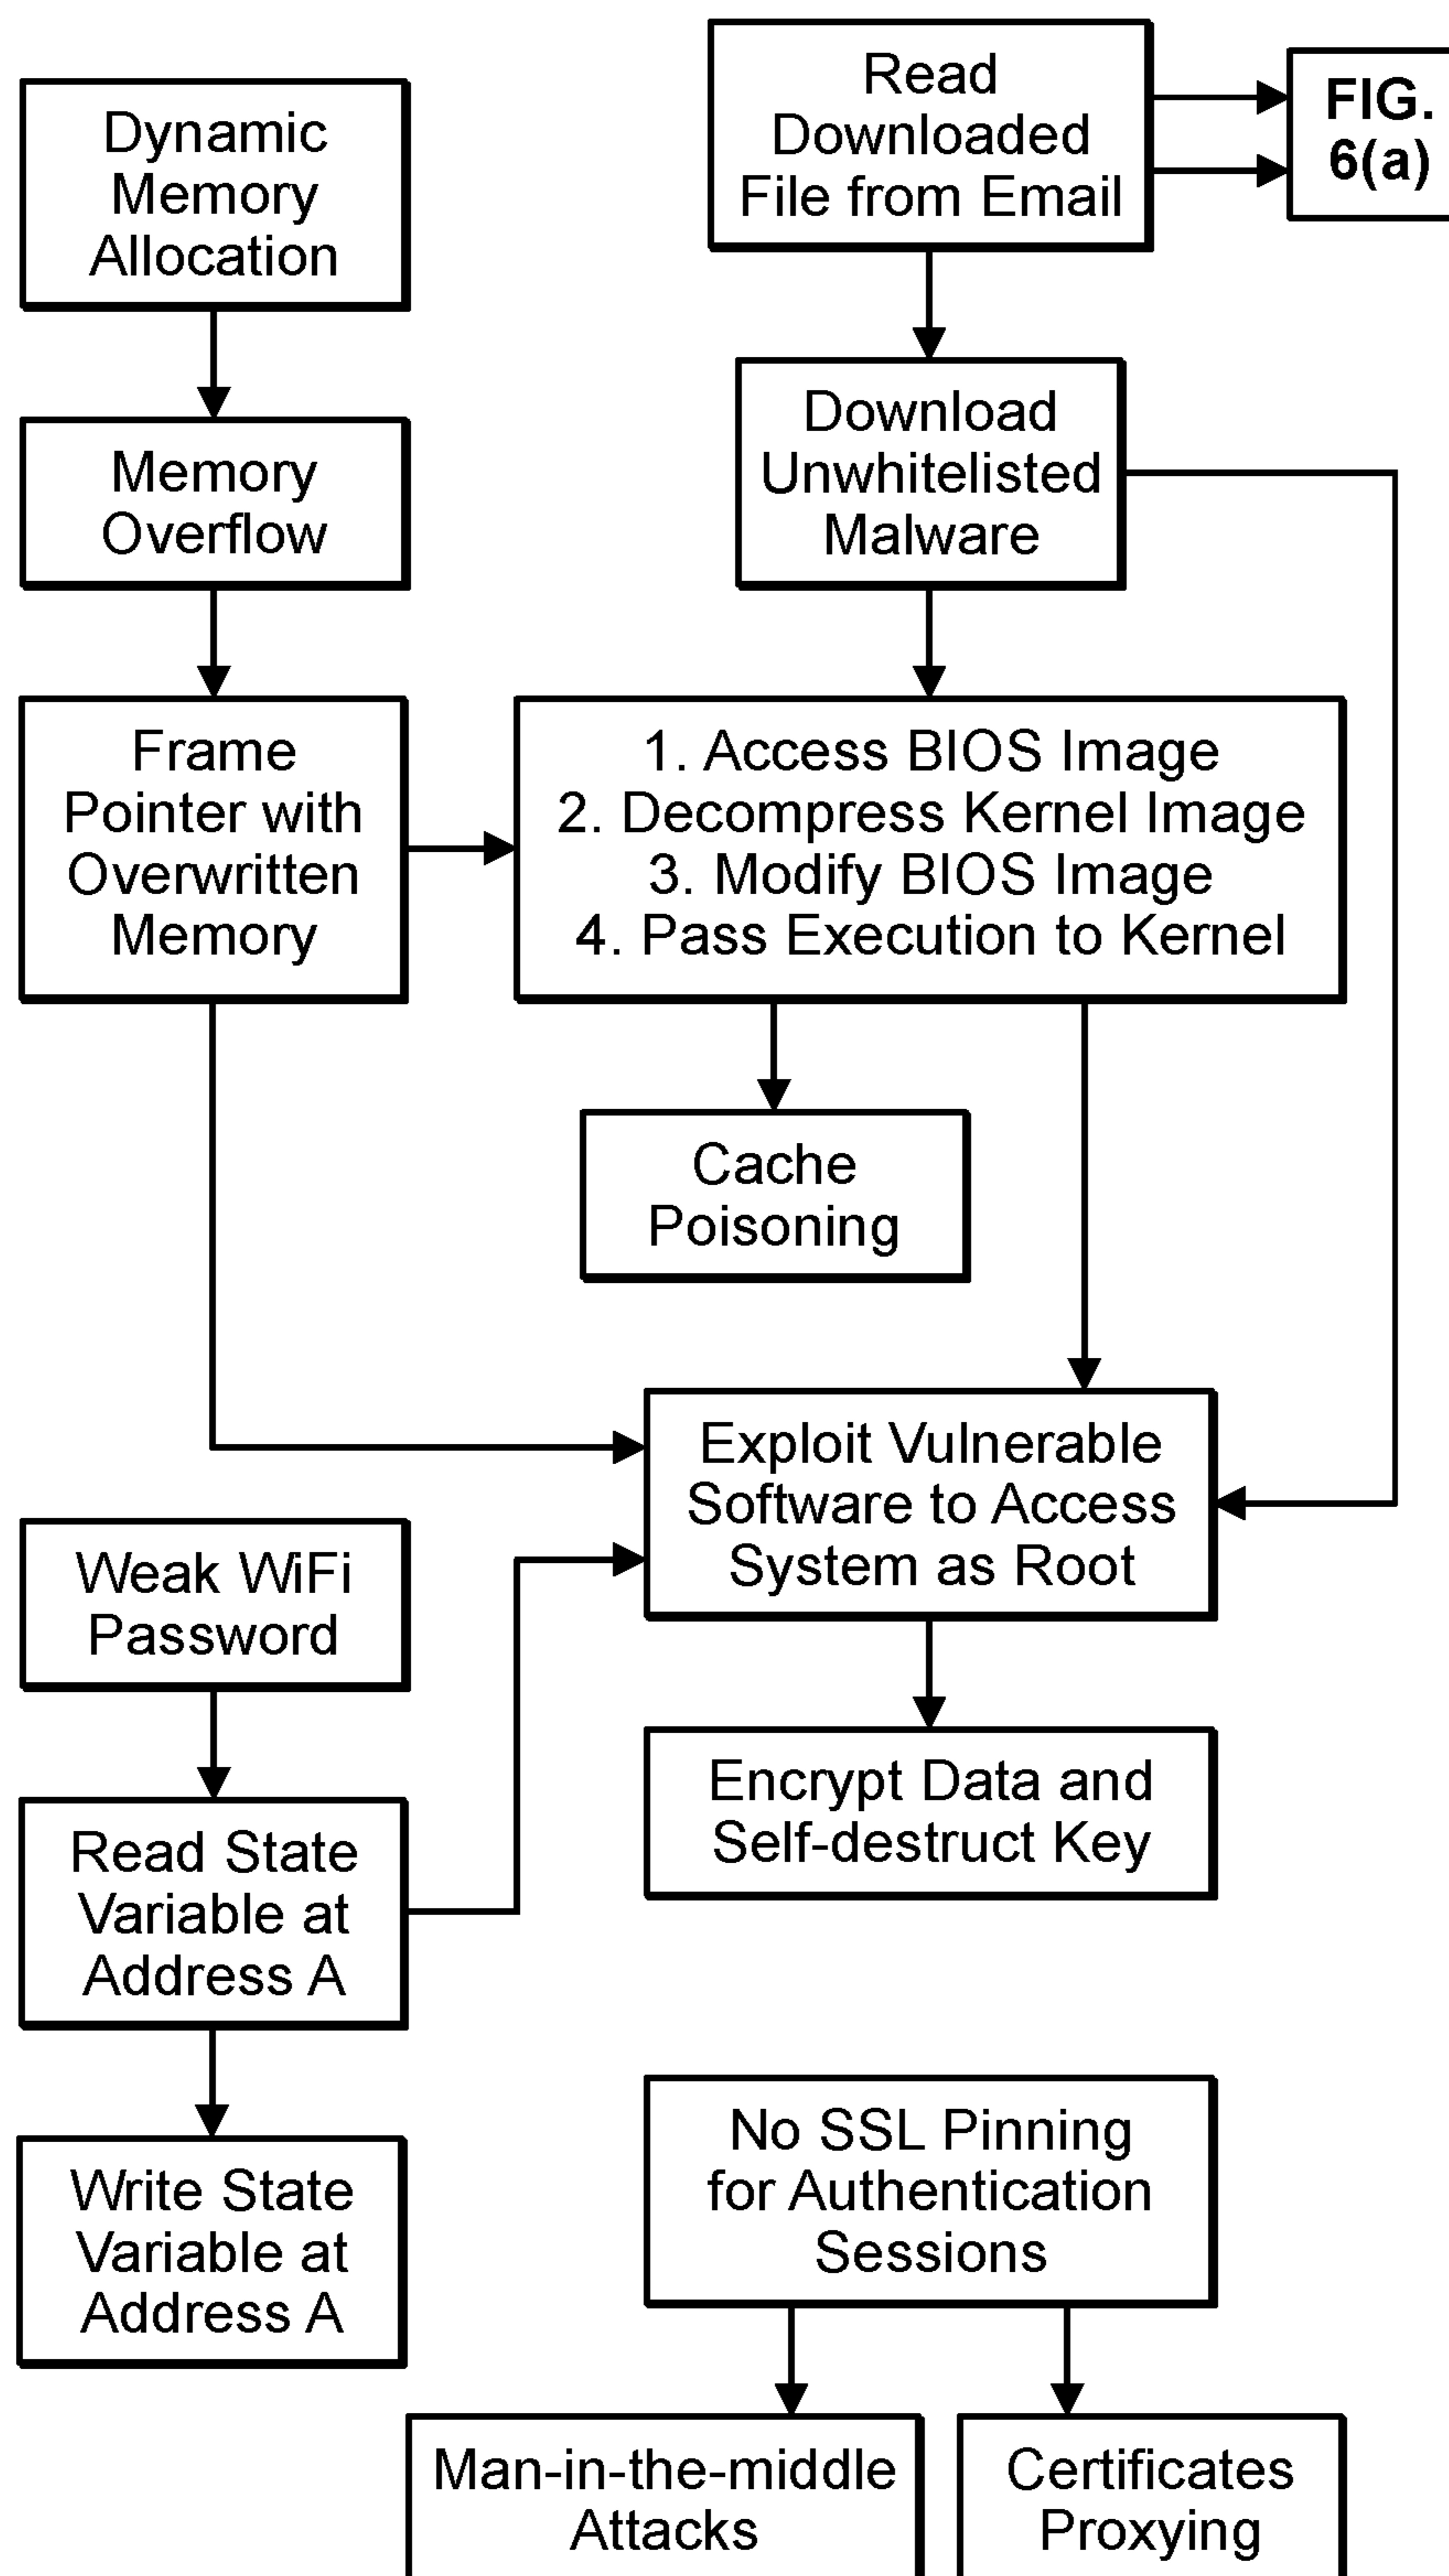 Dynamic
Memory
Allocation
Read
Downloaded
File from Email
FIG.
6(a)
Memory
Overflow
Download
Unwhitelisted
Malware
Frame
Pointer with
Overwritten
Memory
1. Access BIOS Image
2. Decompress Kernel Image
3. Modify BIOS Image
4. Pass Execution to Kernel
Cache
Poisoning
Exploit Vulnerable
Software to Access
System as Root
Weak WiFi
Password
Encrypt Data and
Self-destruct Key
Read State
Variable at
Address A
Write State
Variable at
Address A
No SSL Pinning
for Authentication
Sessions
Man-in-the-middle
Attacks
Certificates
Proxying